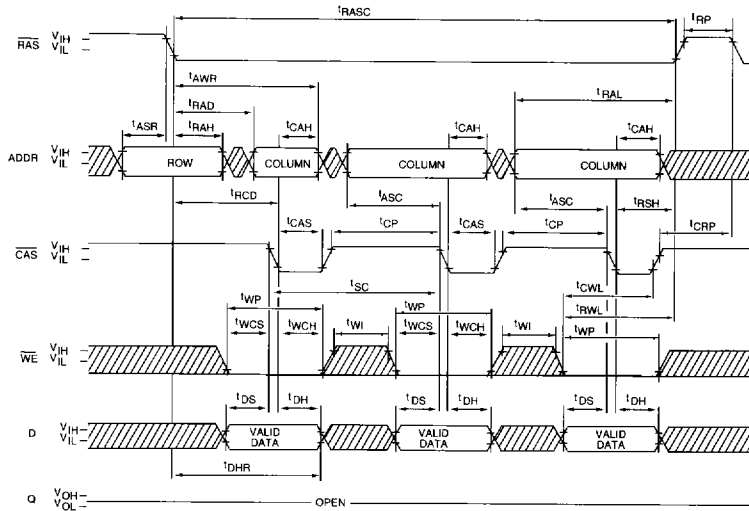 tRASC
tRP
RAS VIH VIL
tAWR
tRAD
tRAL
tASR tRAH tCAH tCAH tCAH
ADDR VIH VIL ROW COLUMN COLUMN COLUMN
tRCD tASC tASC tRSH
tCAS tCP tCAS tCP tCRP
CAS VIH VIL
tSC tCWL
tWP tWP tRWL
tWCS tWCH tWI tWCS tWCH tWI tWP
WE VIH VIL
tDS tDH tDS tDH tDS tDH
D VIH VIL VALID DATA VALID DATA VALID DATA
tDHR
Q VOH VOL OPEN